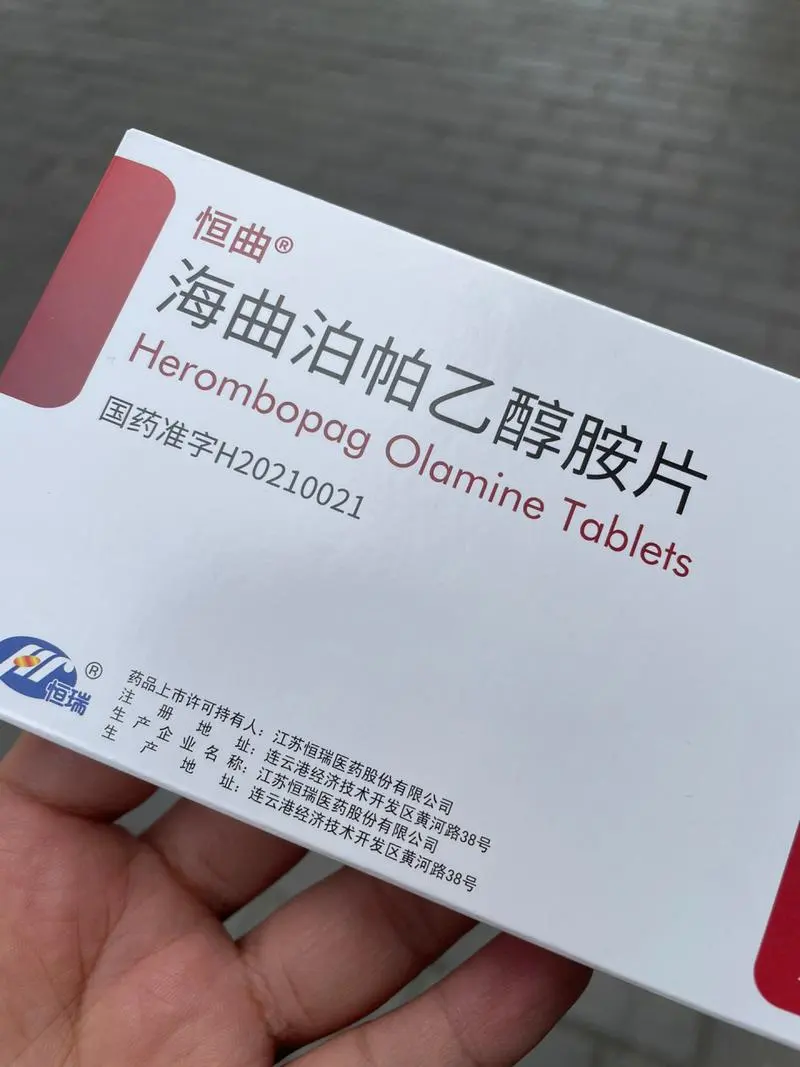 恒曲®
海曲泊帕乙醇胺片
Herombopag Olamine Tablets
国药准字H20210021
恒瑞®
药品上市许可持有人：江苏恒瑞医药股份有限公司
注册地址：连云港经济技术开发区黄河路38号
生产企业名称：江苏恒瑞医药股份有限公司
生产地址：连云港经济技术开发区黄河路38号